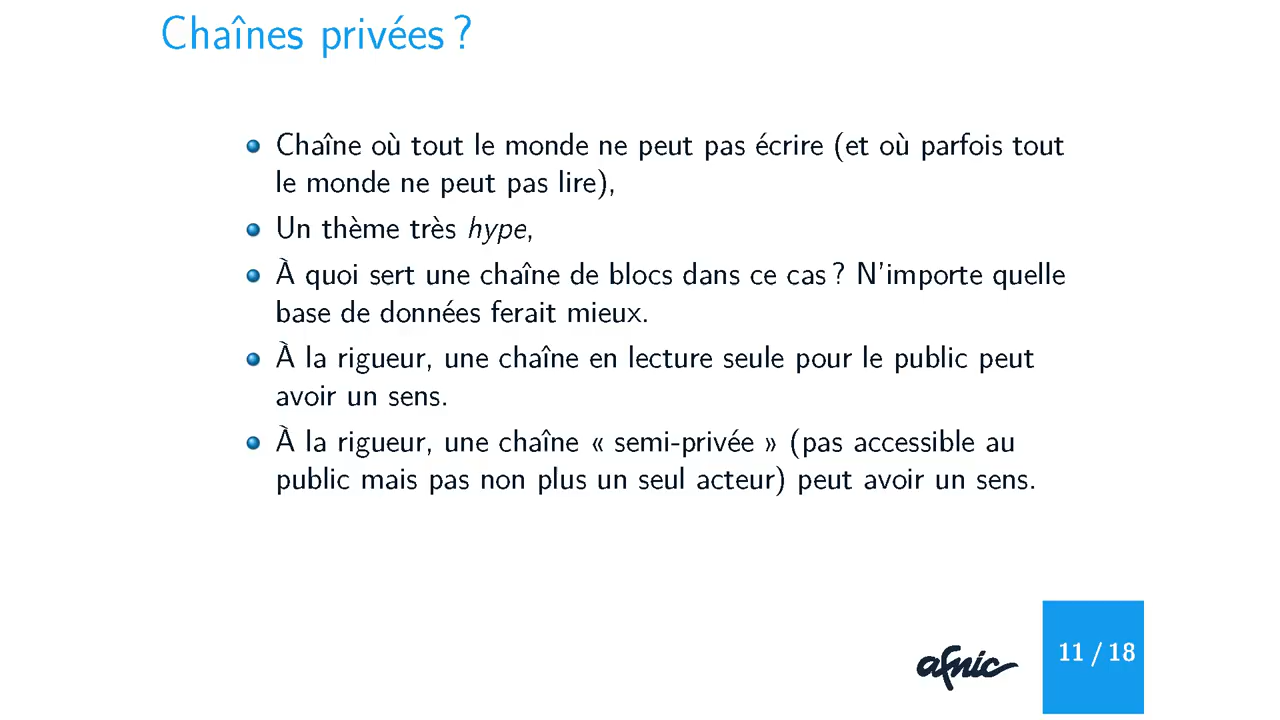 Chaînes privées ?
Chaîne où tout le monde ne peut pas écrire (et où parfois tout
le monde ne peut pas lire),
Un thème très hype,
À quoi sert une chaîne de blocs dans ce cas ? N'importe quelle
base de données ferait mieux.
À la rigueur, une chaîne en lecture seule pour le public peut
avoir un sens.
À la rigueur, une chaîne « semi-privée » (pas accessible au
public mais pas non plus un seul acteur) peut avoir un sens.
afnic
11 / 18